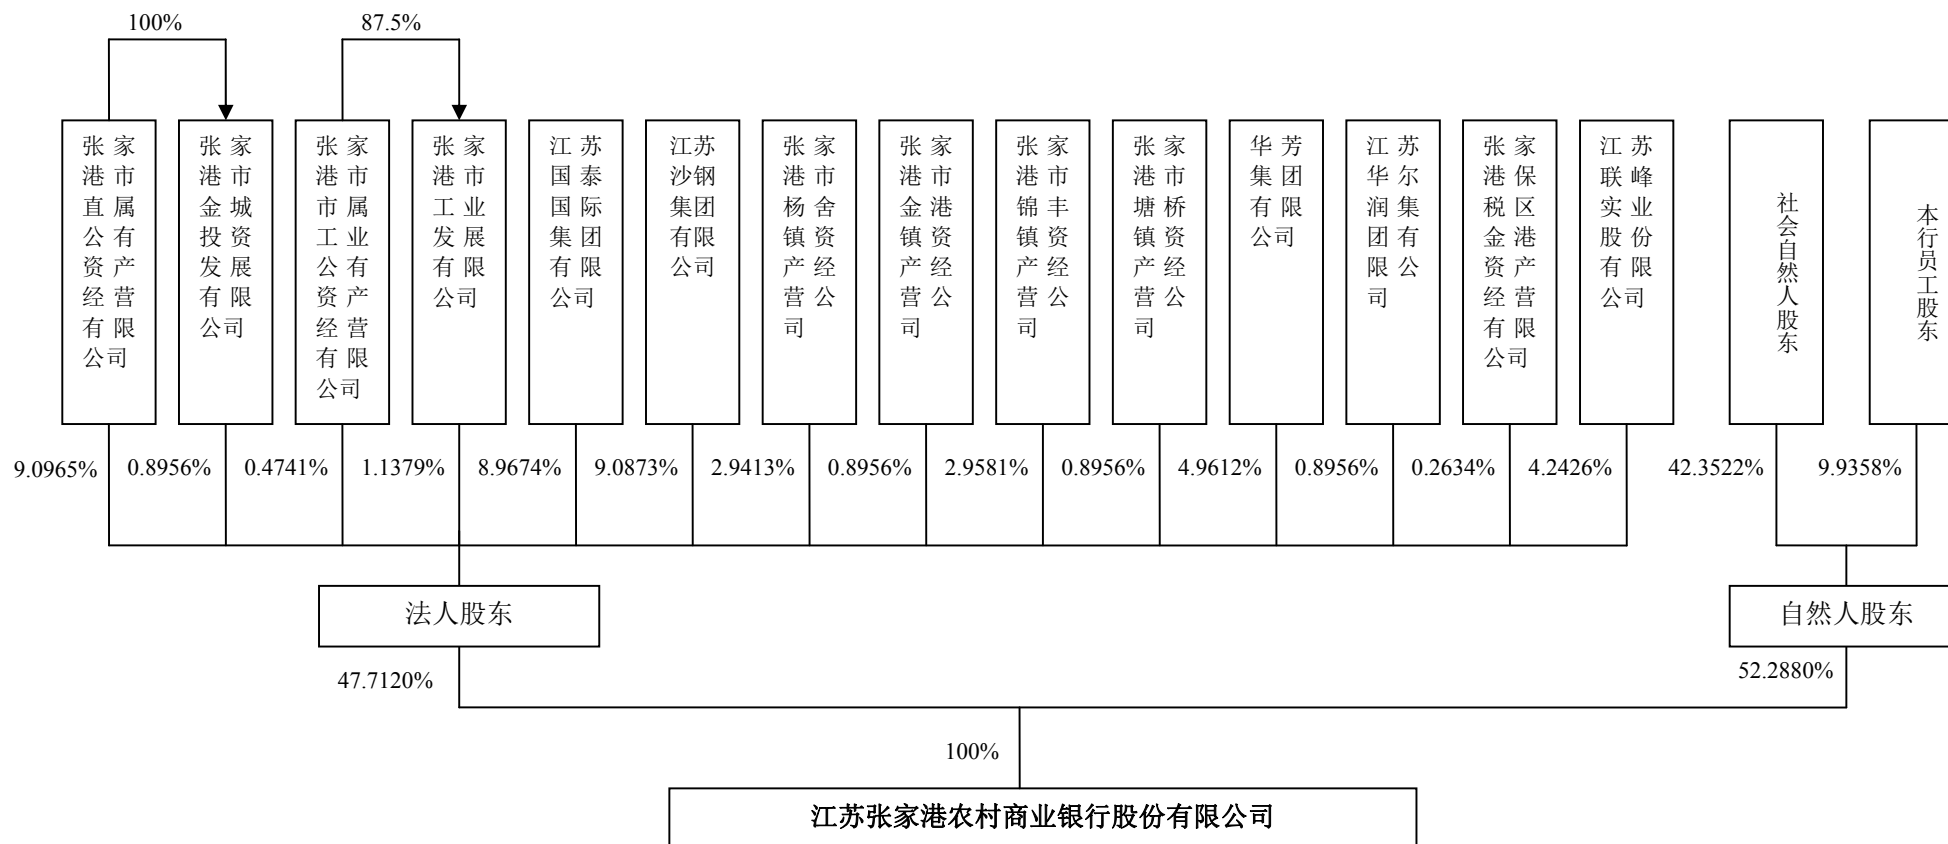 100%
87.5%
张家
港市
直属
公有
资产
经营
有限
公司
张家
港市
金城
投资
发展
有限
公司
张家
港市
市属
工业
公有
资产
经营
有限
公司
张家
港市
工业
发展
有限
公司
江苏
国泰
国际
集团
有限
公司
江苏
沙钢
集团
有限
公司
张家
港市
杨舍
镇资
产经
营公
司
张家
港市
金港
镇资
产经
营公
司
张家
港市
锦丰
镇资
产经
营公
司
张家
港市
塘桥
镇资
产经
营公
司
华芳
集团
有限
公司
江苏
华尔
润集
团有
限公
司
张家
港保
税区
金港
资产
经营
有限
公司
江苏
联峰
实业
股份
有限
公司
社会自然人股东
本行员工股东
9.0965%
0.8956%
0.4741%
1.1379%
8.9674%
9.0873%
2.9413%
0.8956%
2.9581%
0.8956%
4.9612%
0.8956%
0.2634%
4.2426%
42.3522%
9.9358%
法人股东
自然人股东
47.7120%
52.2880%
100%
江苏张家港农村商业银行股份有限公司